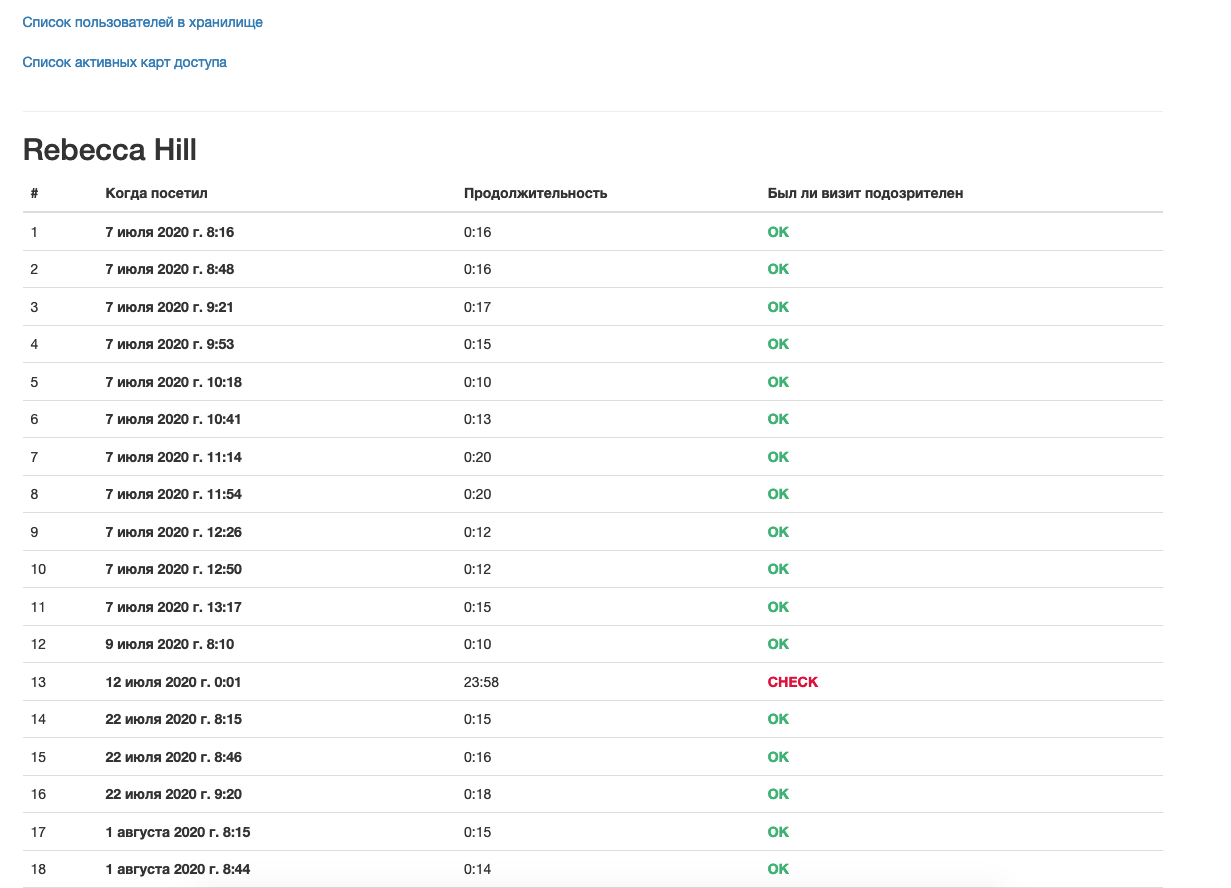 Список пользователей в хранилище
Список активных карт доступа
Rebecca Hill
# Когда посетил Продолжительность Был ли визит подозрителен
1 7 июля 2020 г. 8:16 0:16 OK
2 7 июля 2020 г. 8:48 0:16 OK
3 7 июля 2020 г. 9:21 0:17 OK
4 7 июля 2020 г. 9:53 0:15 OK
5 7 июля 2020 г. 10:18 0:10 OK
6 7 июля 2020 г. 10:41 0:13 OK
7 7 июля 2020 г. 11:14 0:20 OK
8 7 июля 2020 г. 11:54 0:20 OK
9 7 июля 2020 г. 12:26 0:12 OK
10 7 июля 2020 г. 12:50 0:12 OK
11 7 июля 2020 г. 13:17 0:15 OK
12 9 июля 2020 г. 8:10 0:10 OK
13 12 июля 2020 г. 0:01 23:58 CHECK
14 22 июля 2020 г. 8:15 0:15 OK
15 22 июля 2020 г. 8:46 0:16 OK
16 22 июля 2020 г. 9:20 0:18 OK
17 1 августа 2020 г. 8:15 0:15 OK
18 1 августа 2020 г. 8:44 0:14 OK